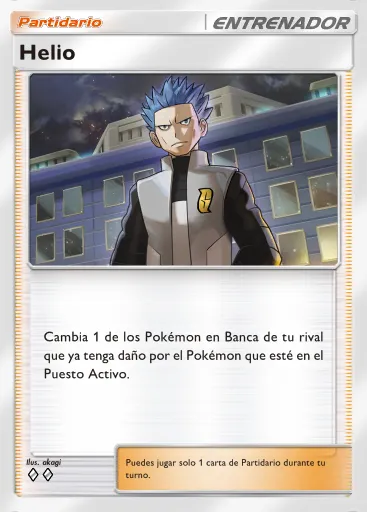 Partidario
ENTRENADOR
Helio
Cambia 1 de los Pokémon en Banca de tu rival
que ya tenga daño por el Pokémon que esté en el
Puesto Activo.
Ilus. akagi
Puedes jugar solo 1 carta de Partidario durante tu
turno.